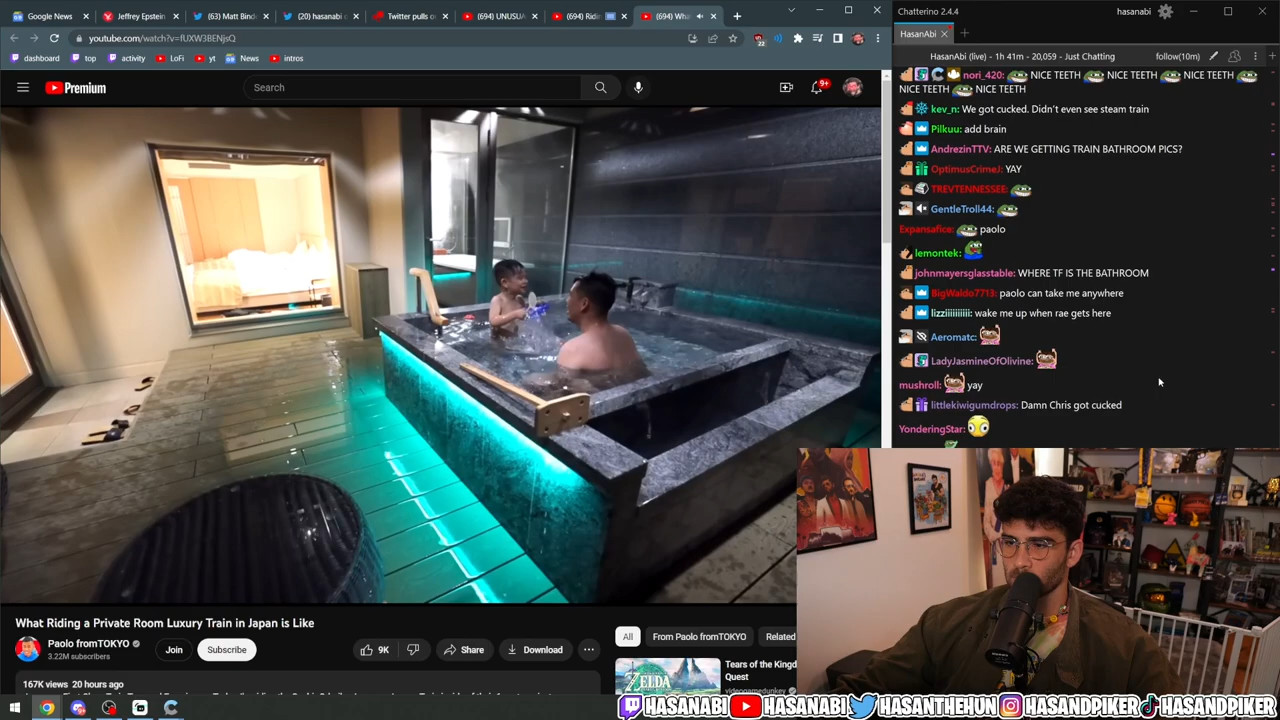 Google News
Jeffrey Epstein
(63) Matt Bind
(20) hasanabi
Twitter pulls o
(694) UNUSUA
(694) Ridi
(694) Wha
youtube.com/watch?v=fUXW3BENjsQ
22
dashboard
top
activity
LoFi
yt
News
intros
Premium
Search
9+
What Riding a Private Room Luxury Train in Japan is Like
Paolo fromTOKYO
3.22M subscribers
Join
Subscribe
9K
Share
Download
167K views 20 hours ago
All
From Paolo fromTOKYO
Related
Tears of the Kingd
Quest
videogamedunkey
Chatterino 2.4.4
hasanabi
HasanAbi
HasanAbi (live) - 1h 41m - 20,059 - Just Chatting
follow(10m)
nori_420: NICE TEETH NICE TEETH NICE TEETH
NICE TEETH NICE TEETH
kev_n: We got cucked. Didn't even see steam train
Pilkuu: add brain
AndrezinTTV: ARE WE GETTING TRAIN BATHROOM PICS?
OptimusCrimeJ: YAY
TREVTENNESSEE:
GentleTroll44:
Expansafice: paolo
lemontek:
johnmayersglasstable: WHERE TF IS THE BATHROOM
BigWaldo7713: paolo can take me anywhere
lizziiiiiiiiii: wake me up when rae gets here
Aeromatc:
LadyJasmineOfOlivine:
mushroll: yay
littlekiwigumdrops: Damn Chris got cucked
YonderingStar:
HASANABI
HASANABI
HASANTHEHUN
HASANDPIKER
HASANDPIKER